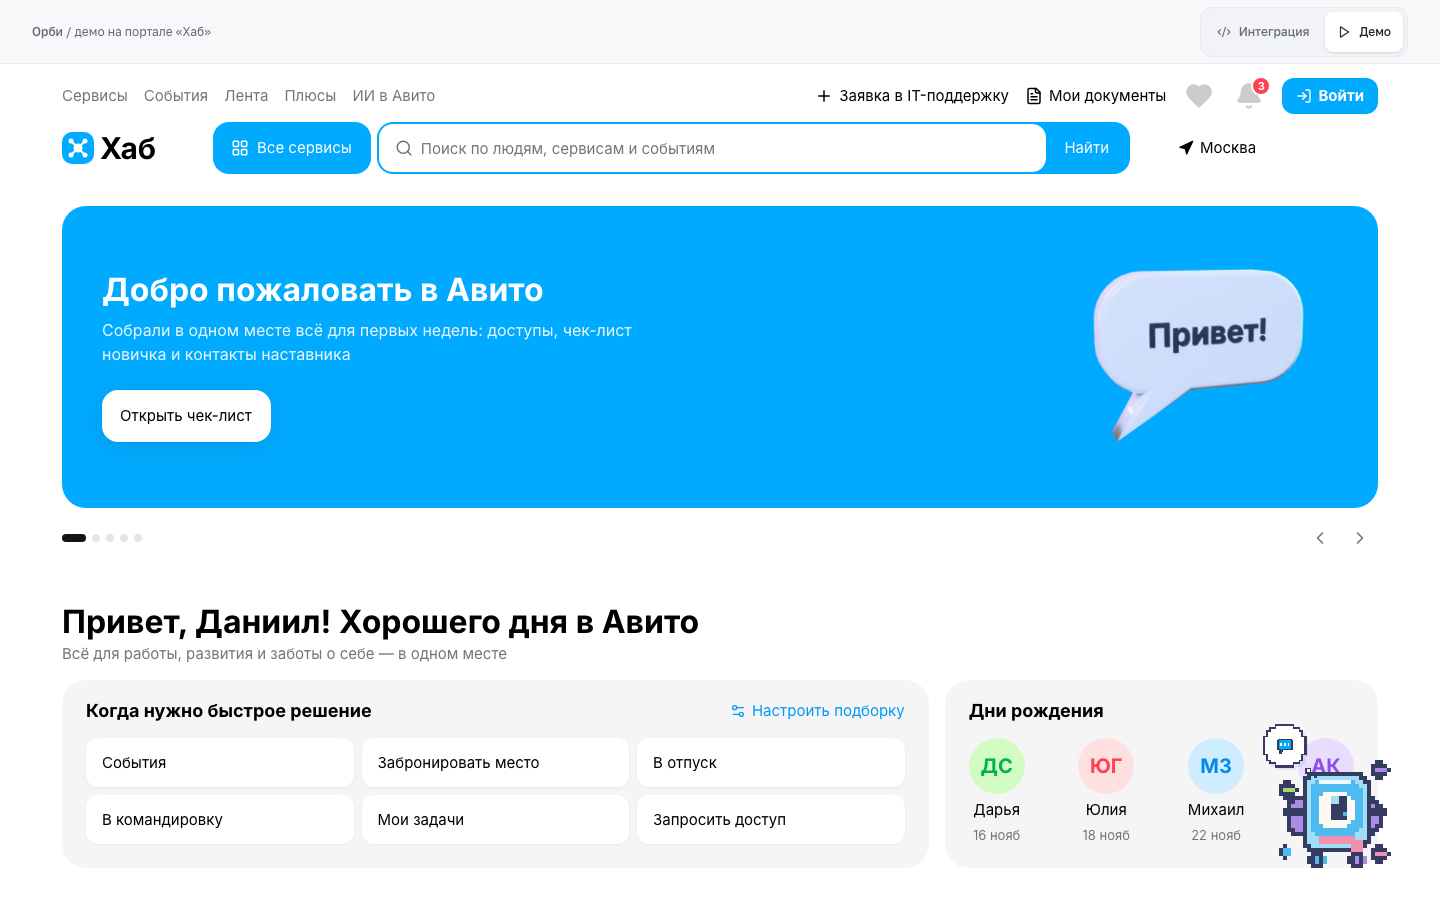 Орби / демо на портале «Хаб»
Интеграция
Демо
Сервисы
События
Лента
Плюсы
ИИ в Авито
Заявка в IT-поддержку
Мои документы
3
Войти
Хаб
Все сервисы
Поиск по людям, сервисам и событиям
Найти
Москва
Добро пожаловать в Авито
Собрали в одном месте всё для первых недель: доступы, чек-лист
новичка и контакты наставника
Открыть чек-лист
Привет!
Привет, Даниил! Хорошего дня в Авито
Всё для работы, развития и заботы о себе — в одном месте
Когда нужно быстрое решение
Настроить подборку
События
Забронировать место
В отпуск
В командировку
Мои задачи
Запросить доступ
Дни рождения
ДС
ЮГ
МЗ
АК
Дарья
Юлия
Михаил
16 нояб
18 нояб
22 нояб